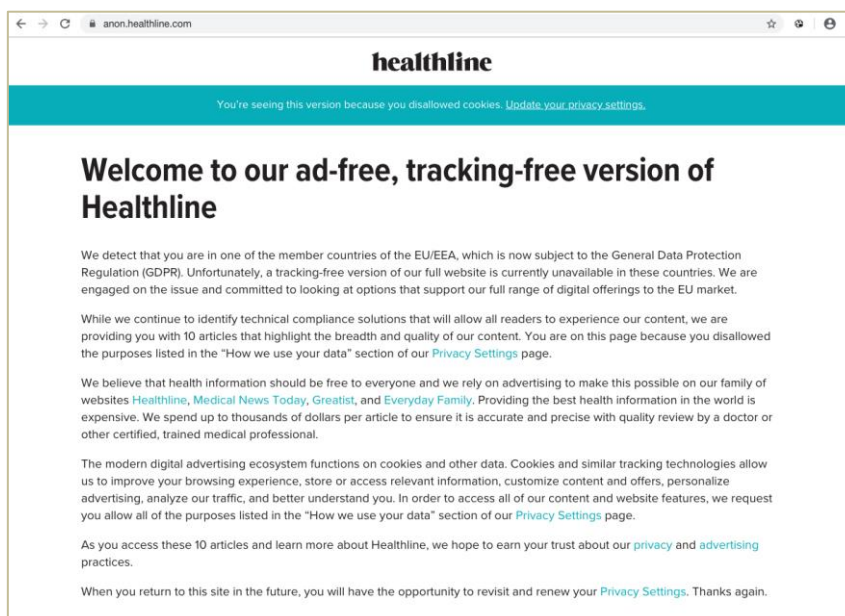 anon.healthline.com
healthline
You're seeing this version because you disallowed cookies. Update your privacy settings.
Welcome to our ad-free, tracking-free version of
Healthline
We detect that you are in one of the member countries of the EU/EEA, which is now subject to the General Data Protection
Regulation (GDPR). Unfortunately, a tracking-free version of our full website is currently unavailable in these countries. We are
engaged on the issue and committed to looking at options that support our full range of digital offerings to the EU market.
While we continue to identify technical compliance solutions that will allow all readers to experience our content, we are
providing you with 10 articles that highlight the breadth and quality of our content. You are on this page because you disallowed
the purposes listed in the “How we use your data” section of our Privacy Settings page.
We believe that health information should be free to everyone and we rely on advertising to make this possible on our family of
websites Healthline, Medical News Today, Greatist, and Everyday Family. Providing the best health information in the world is
expensive. We spend up to thousands of dollars per article to ensure it is accurate and precise with quality review by a doctor or
other certified, trained medical professional.
The modern digital advertising ecosystem functions on cookies and other data. Cookies and similar tracking technologies allow
us to improve your browsing experience, store or access relevant information, customize content and offers, personalize
advertising, analyze our traffic, and better understand you. In order to access all of our content and website features, we request
you allow all of the purposes listed in the “How we use your data” section of our Privacy Settings page.
As you access these 10 articles and learn more about Healthline, we hope to earn your trust about our privacy and advertising
practices.
When you return to this site in the future, you will have the opportunity to revisit and renew your Privacy Settings. Thanks again.